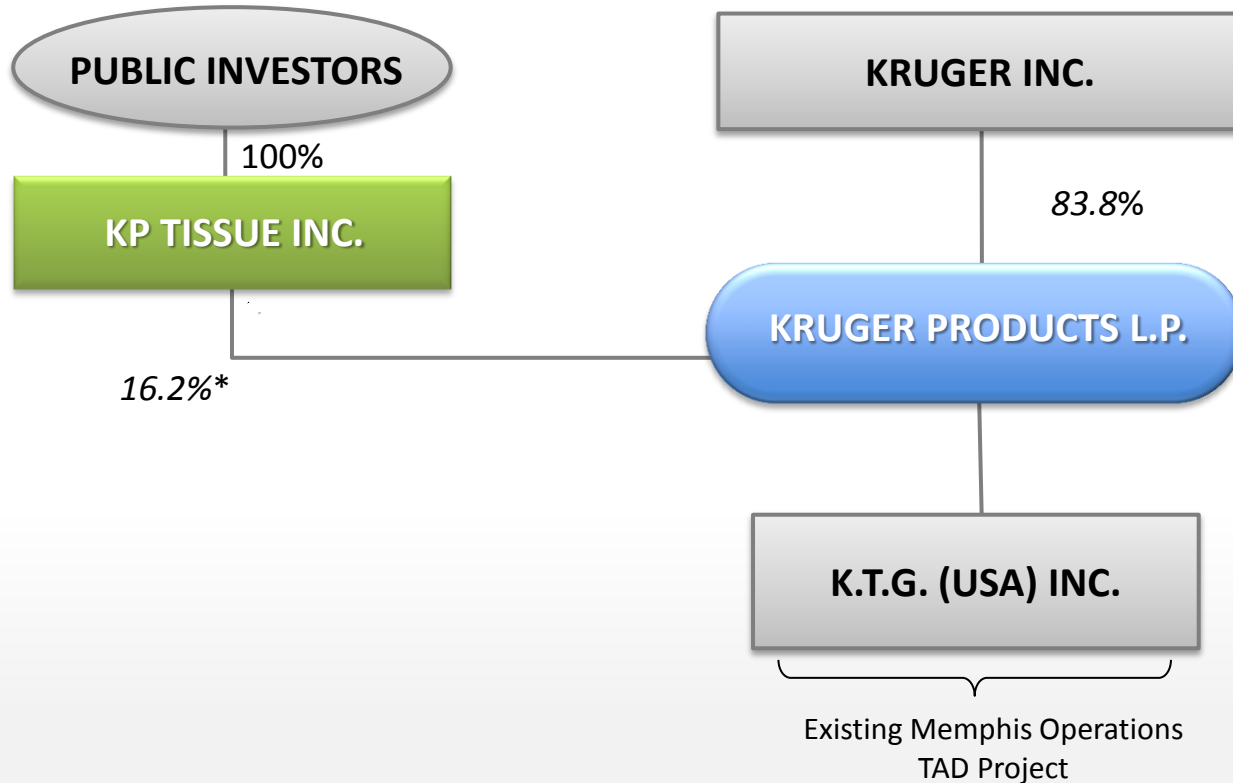 PUBLIC INVESTORS
KRUGER INC.
100%
83.8%
KP TISSUE INC.
KRUGER PRODUCTS L.P.
16.2%*
K.T.G. (USA) INC.
Existing Memphis Operations
TAD Project